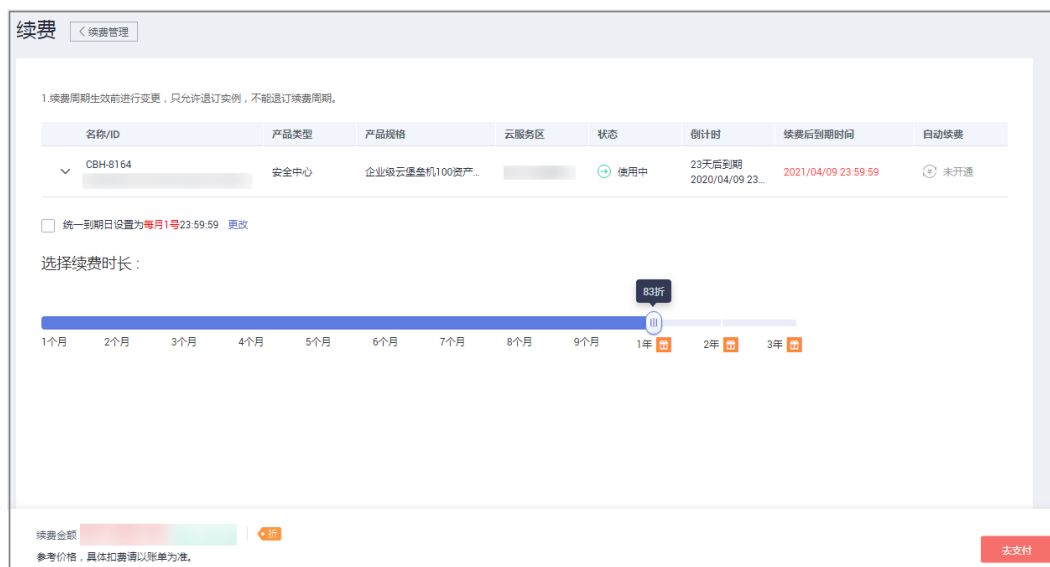 续费 续费管理
1.续费周期生效前进行变更，只允许退订实例，不能退订续费周期。
名称/ID 产品类型 产品规格 云服务区 状态 倒计时 续费后到期时间 自动续费
CBH-8164 安全中心 企业级云堡垒机100资产... 使用中 23天后到期 2021/04/09 23:59:59 未开通
2020/04/09 23...
统一到期日设置为每月1号23:59:59 更改
选择续费时长：
83折
1个月 2个月 3个月 4个月 5个月 6个月 7个月 8个月 9个月 1年 2年 3年
续费金额 折
参考价格，具体扣费请以账单为准。
去支付